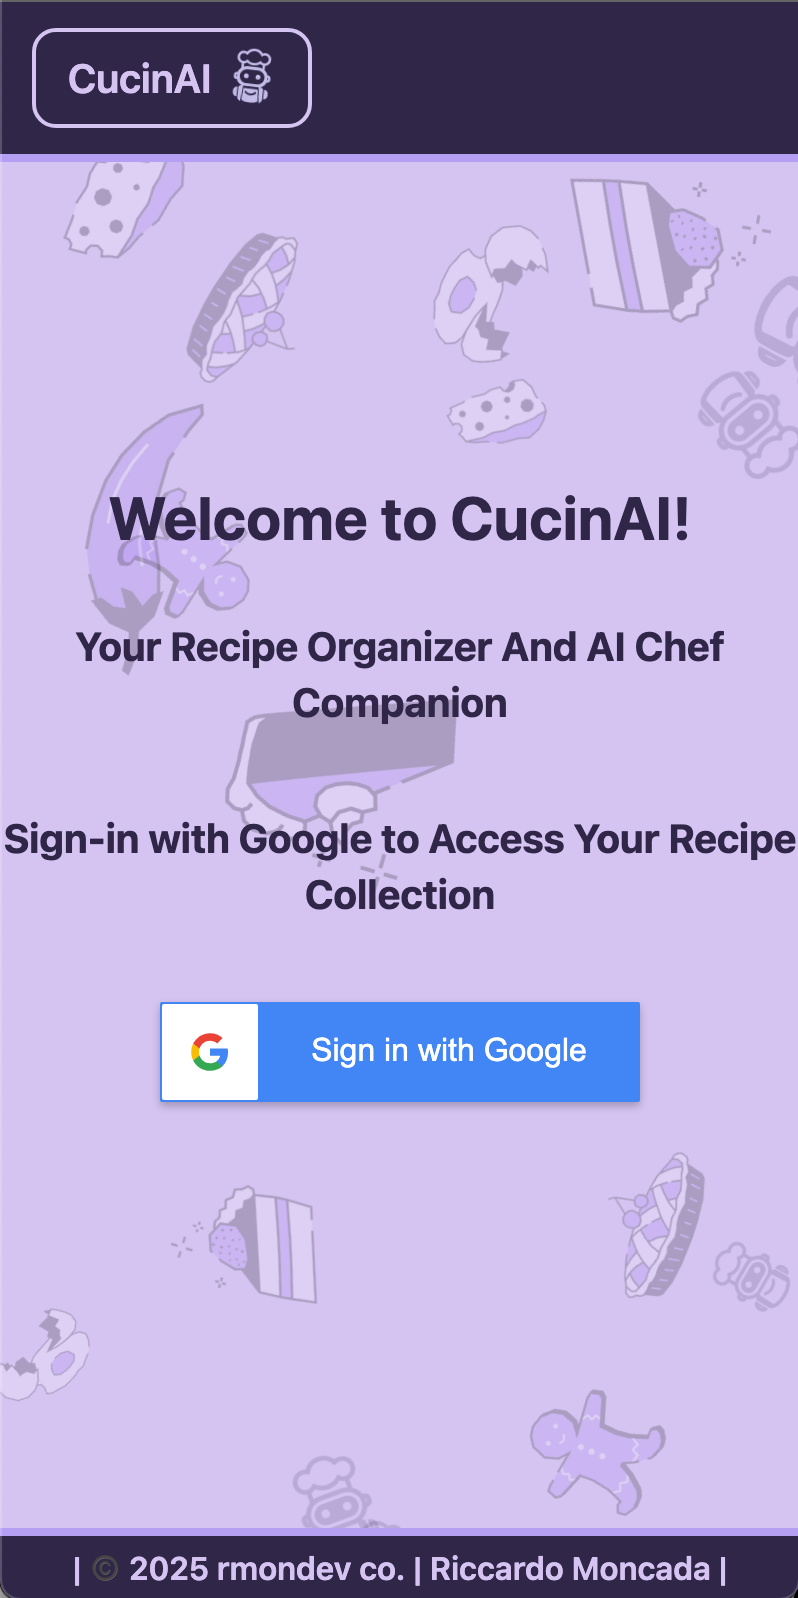 CucinAI
Welcome to CucinAI!
Your Recipe Organizer And AI Chef
Companion
Sign-in with Google to Access Your Recipe
Collection
Sign in with Google
| © 2025 rmondev co. | Riccardo Moncada |